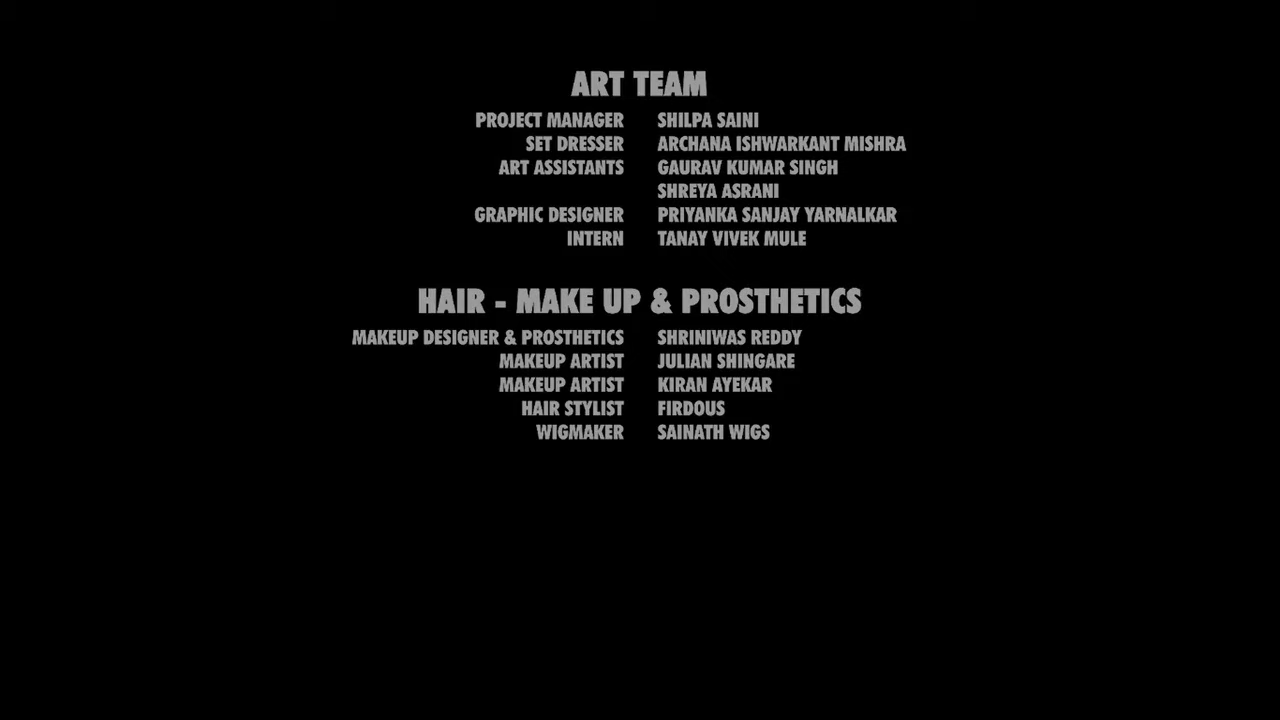 ART TEAM
PROJECT MANAGER SHILPA SAINI
SET DRESSER ARCHANA ISHWARKANT MISHRA
ART ASSISTANTS GAURAV KUMAR SINGH
SHREYA ASRANI
GRAPHIC DESIGNER PRIYANKA SANJAY YARNALKAR
INTERN TANAY VIVEK MULE
HAIR - MAKE UP & PROSTHETICS
MAKEUP DESIGNER & PROSTHETICS SHRINIWAS REDDY
MAKEUP ARTIST JULIAN SHINGARE
MAKEUP ARTIST KIRAN AYEKAR
HAIR STYLIST FIRDOUS
WIGMAKER SAINATH WIGS